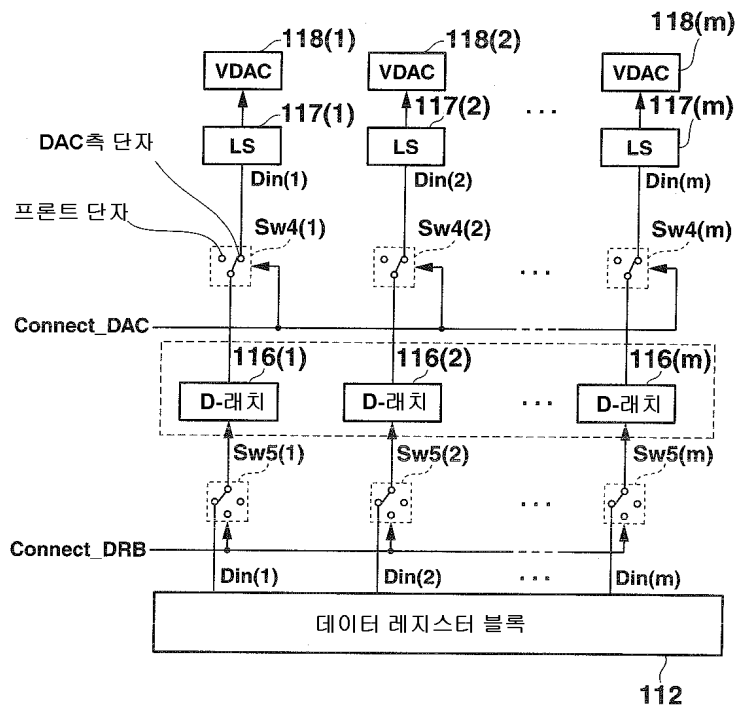 118(1) 118(2) 118(m)
VDAC VDAC VDAC
117(1) 117(2) ... 117(m)
DAC측 단자 LS LS LS
Din(1) Din(2) Din(m)
프론트 단자 Sw4(1) Sw4(2) Sw4(m)
...
Connect_DAC
116(1) 116(2) 116(m)
D-래치 D-래치 ... D-래치
Sw5(1) Sw5(2) Sw5(m)
...
Connect_DRB
Din(1) Din(2) ... Din(m)
데이터 레지스터 블록
112